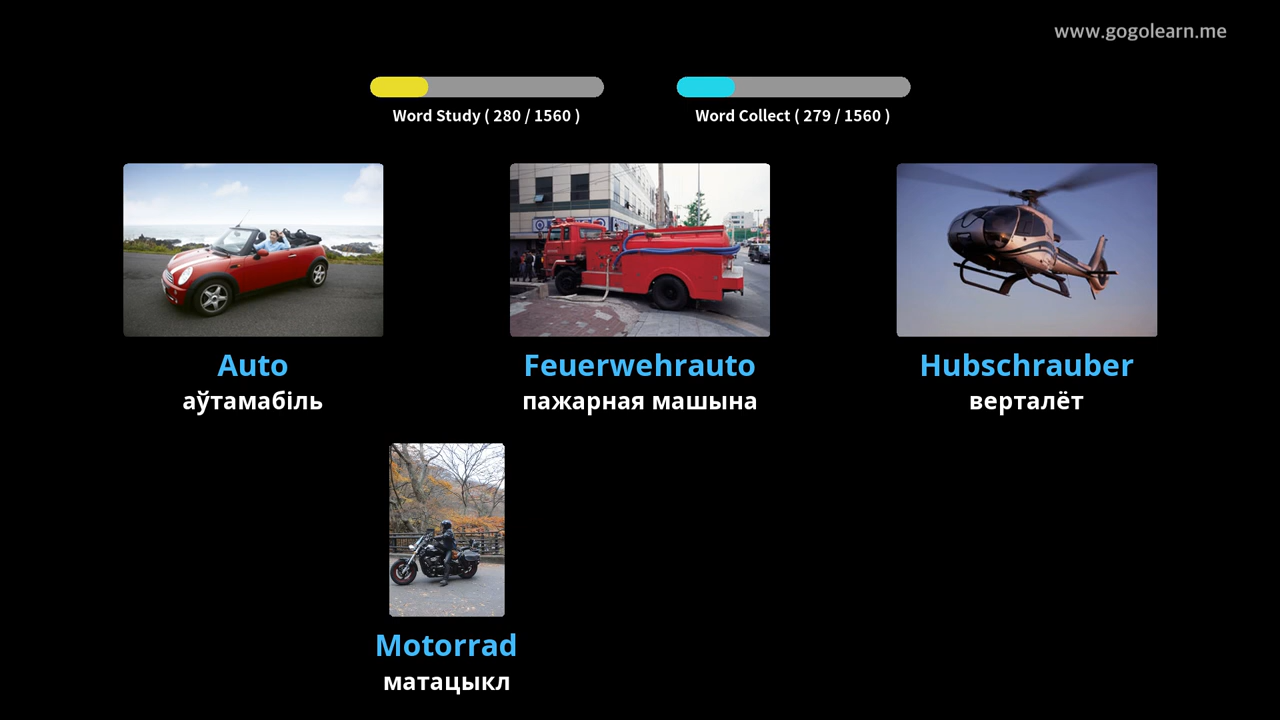 www.gogolearn.me
Word Study ( 280 / 1560 )
Word Collect ( 279 / 1560 )
Auto
аўтамабіль
Feuerwehrauto
пажарная машына
Hubschrauber
верталёт
Motorrad
матацыкл